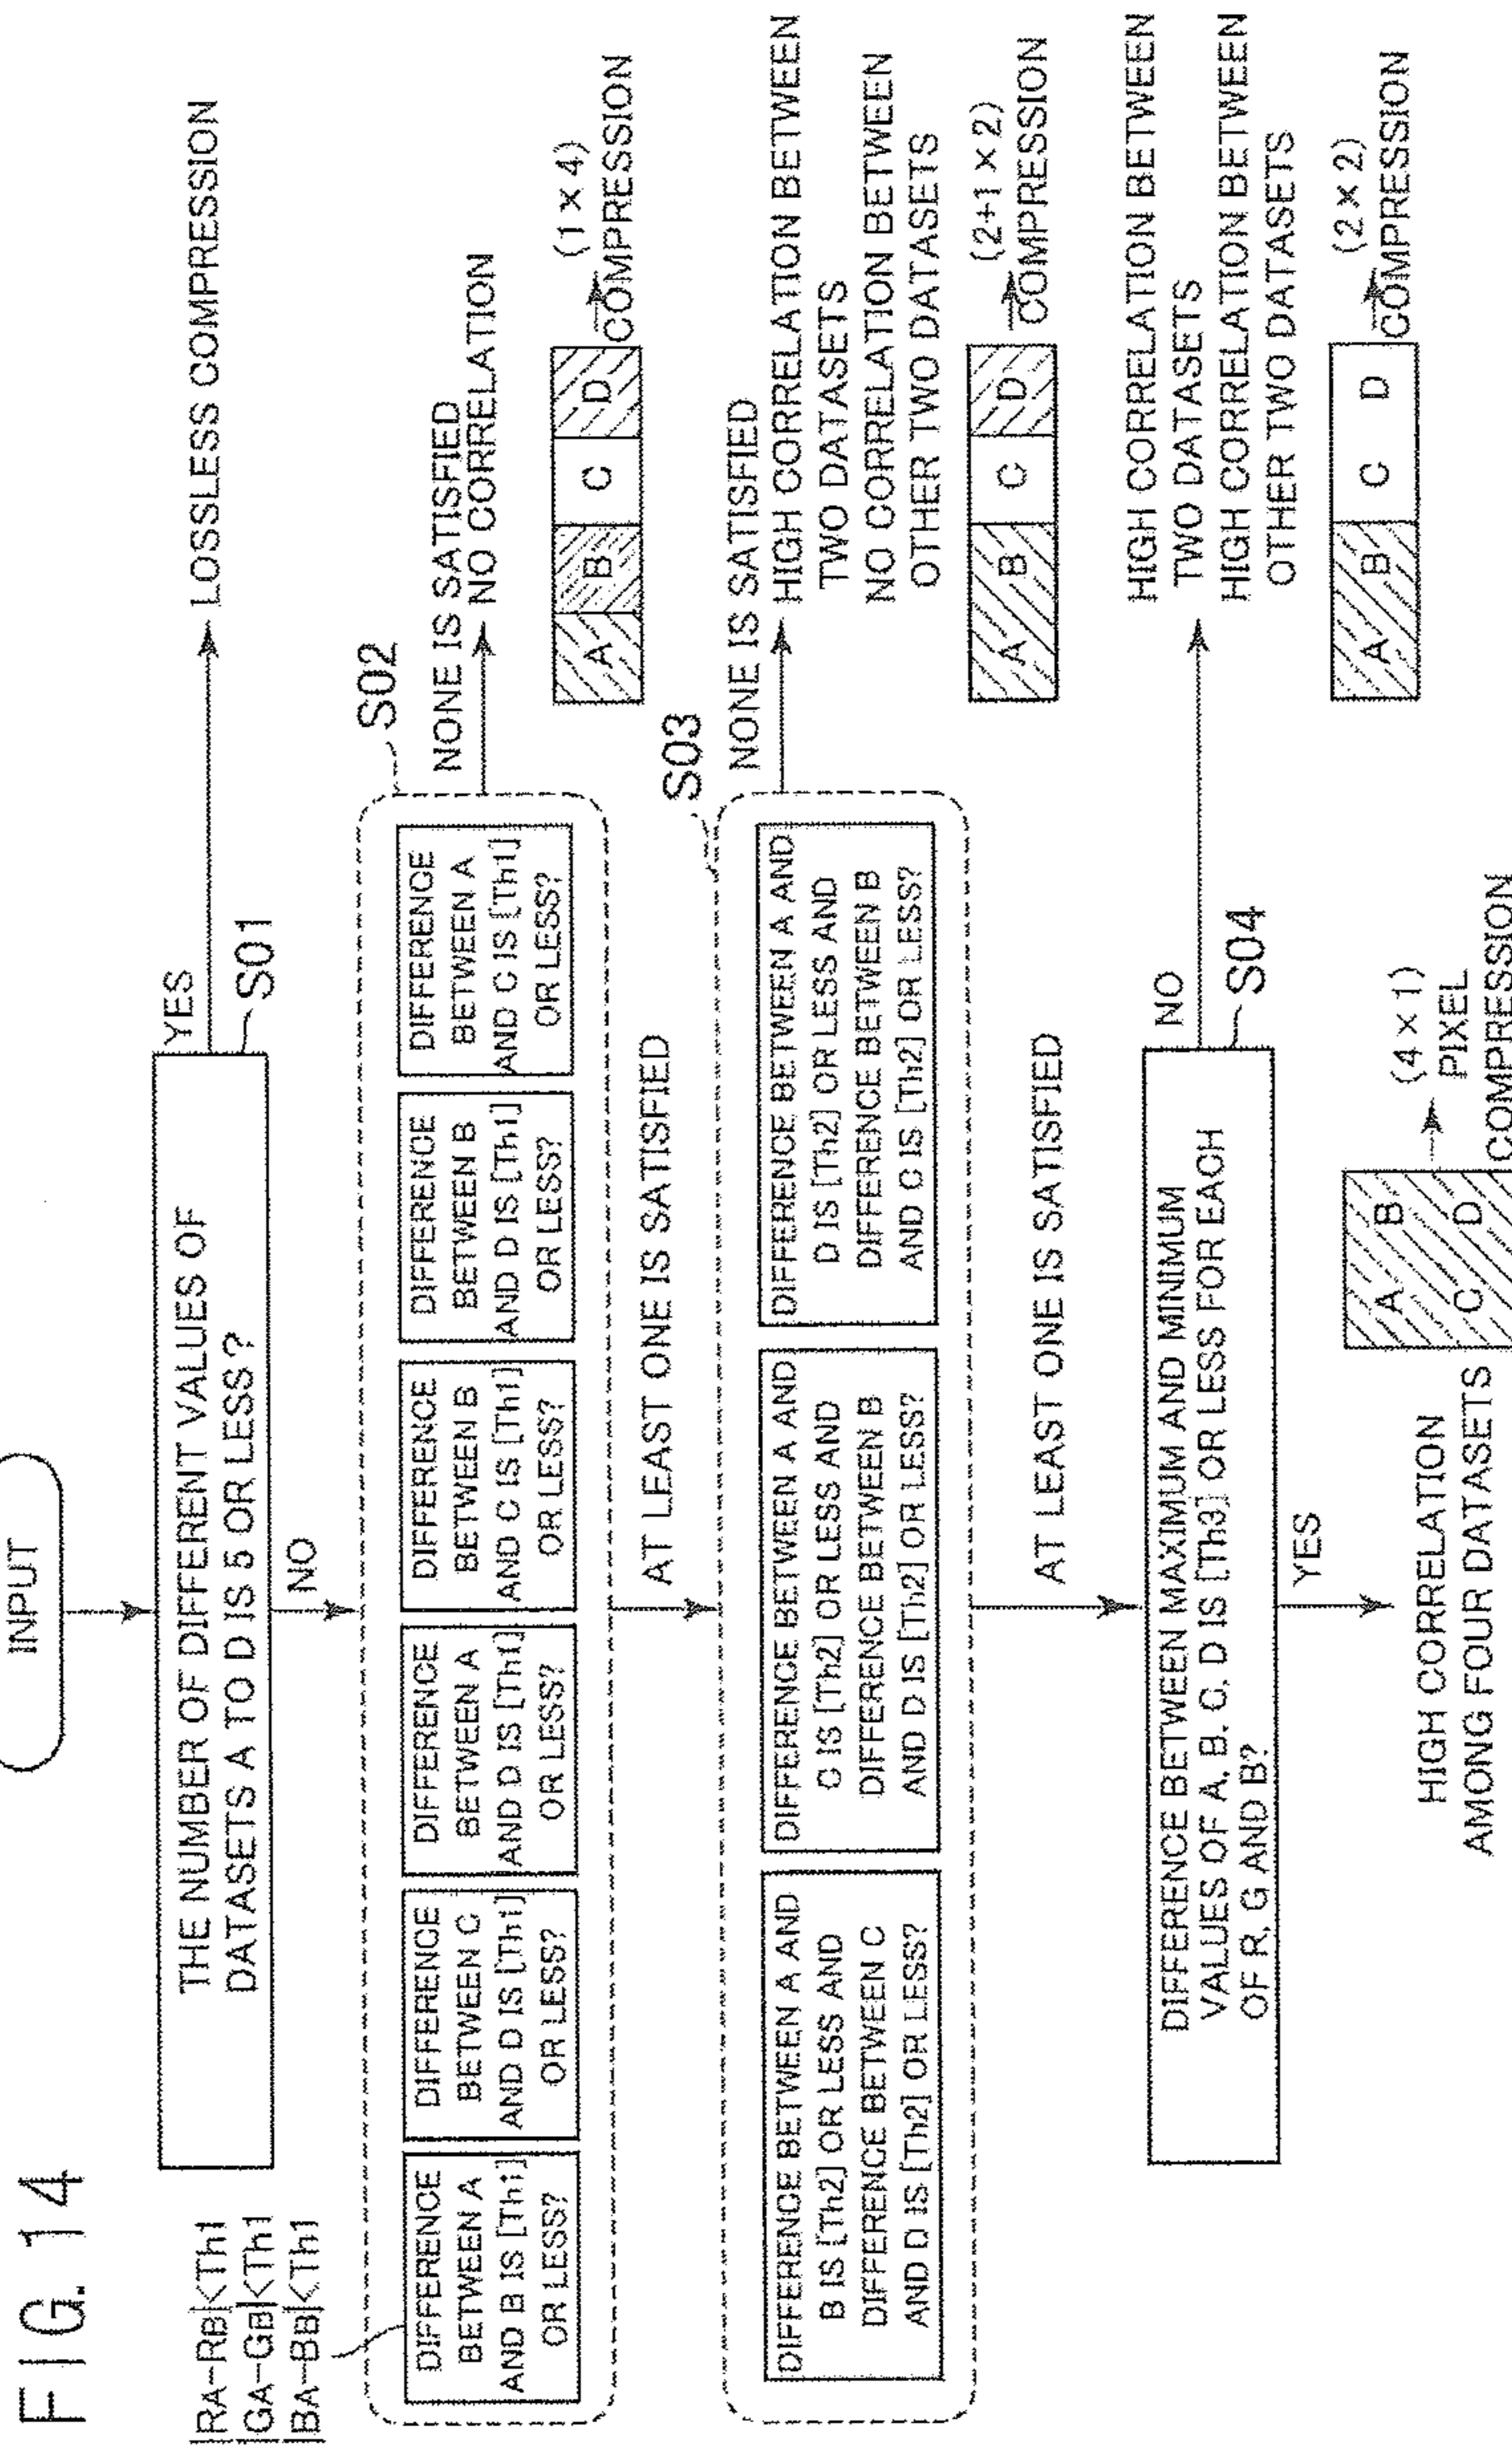 FIG. 14
INPUT
THE NUMBER OF DIFFERENT VALUES OF
DATASETS A TO D IS 5 OR LESS?
S01
YES
LOSSLESS COMPRESSION
NO
|RA-RB|<Th1
|GA-GB|<Th1
|BA-BB|<Th1
S02
DIFFERENCE
BETWEEN A
AND B IS [Th1]
OR LESS?
DIFFERENCE
BETWEEN C
AND D IS [Th1]
OR LESS?
DIFFERENCE
BETWEEN A
AND D IS [Th1]
OR LESS?
DIFFERENCE
BETWEEN B
AND C IS [Th1]
OR LESS?
DIFFERENCE
BETWEEN B
AND D IS [Th1]
OR LESS?
DIFFERENCE
BETWEEN A
AND C IS [Th1]
OR LESS?
NONE IS SATISFIED
NO CORRELATION
A B C D
(1×4)
COMPRESSION
AT LEAST ONE IS SATISFIED
S03
DIFFERENCE BETWEEN A AND
B IS [Th2] OR LESS AND
DIFFERENCE BETWEEN C
AND D IS [Th2] OR LESS?
DIFFERENCE BETWEEN A AND
C IS [Th2] OR LESS AND
DIFFERENCE BETWEEN B
AND D IS [Th2] OR LESS?
DIFFERENCE BETWEEN A AND
D IS [Th2] OR LESS AND
DIFFERENCE BETWEEN B
AND C IS [Th2] OR LESS?
NONE IS SATISFIED
HIGH CORRELATION BETWEEN
TWO DATASETS
NO CORRELATION BETWEEN
OTHER TWO DATASETS
A B C D
(2+1×2)
COMPRESSION
AT LEAST ONE IS SATISFIED
DIFFERENCE BETWEEN MAXIMUM AND MINIMUM
VALUES OF A, B, C, D IS [Th3] OR LESS FOR EACH
OF R, G AND B?
S04
NO
HIGH CORRELATION BETWEEN
TWO DATASETS
HIGH CORRELATION BETWEEN
OTHER TWO DATASETS
A B C D
(2×2)
COMPRESSION
YES
HIGH CORRELATION
AMONG FOUR DATASETS
A B
C D
(4×1)
PIXEL
COMPRESSION